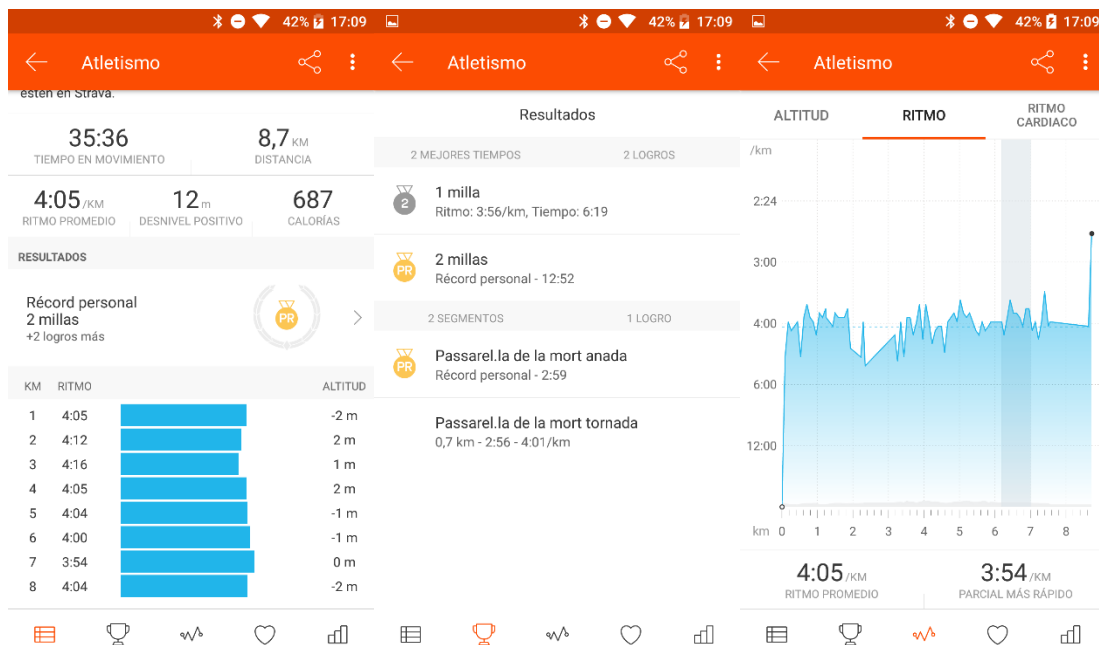 42% 17:09
Atletismo
esten en Strava.
35:36
TIEMPO EN MOVIMIENTO
8,7 KM
DISTANCIA
4:05 /KM
RITMO PROMEDIO
12 m
DESNIVEL POSITIVO
687
CALORÍAS
RESULTADOS
Récord personal
2 millas
+2 logros más
PR
KM RITMO ALTITUD
1 4:05 -2 m
2 4:12 2 m
3 4:16 1 m
4 4:05 2 m
5 4:04 -1 m
6 4:00 -1 m
7 3:54 0 m
8 4:04 -2 m
42% 17:09
Atletismo
Resultados
2 MEJORES TIEMPOS 2 LOGROS
2
1 milla
Ritmo: 3:56/km, Tiempo: 6:19
PR
2 millas
Récord personal - 12:52
2 SEGMENTOS 1 LOGRO
PR
Passarel.la de la mort anada
Récord personal - 2:59
Passarel.la de la mort tornada
0,7 km - 2:56 - 4:01/km
42% 17:09
Atletismo
ALTITUD
RITMO
RITMO
CARDIACO
/km
2:24
3:00
4:00
6:00
12:00
km 0 1 2 3 4 5 6 7 8
4:05 /KM
RITMO PROMEDIO
3:54 /KM
PARCIAL MÁS RÁPIDO